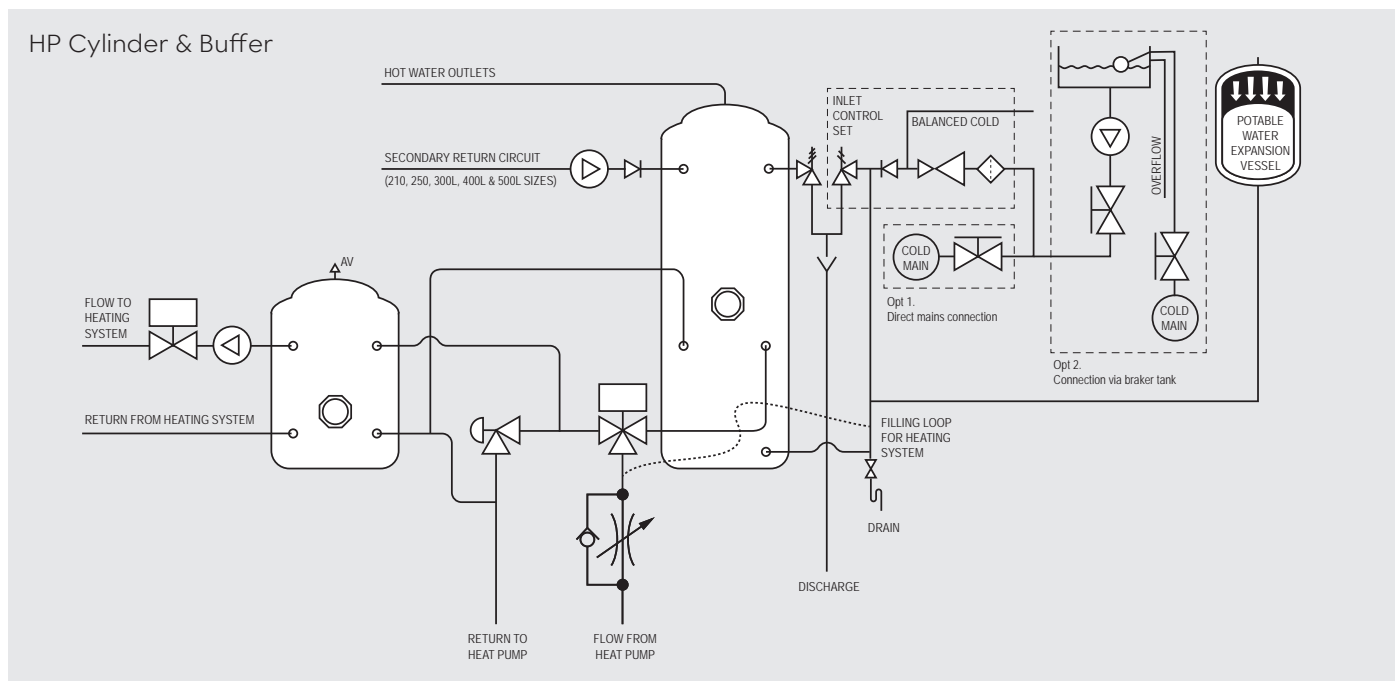 HP Cylinder & Buffer
HOT WATER OUTLETS
SECONDARY RETURN CIRCUIT
(210, 250, 300L, 400L & 500L SIZES)
INLET
CONTROL
SET
BALANCED COLD
OVERFLOW
POTABLE
WATER
EXPANSION
VESSEL
COLD
MAIN
Opt 1.
Direct mains connection
COLD
MAIN
Opt 2.
Connection via braker tank
AV
FLOW TO
HEATING
SYSTEM
RETURN FROM HEATING SYSTEM
FILLING LOOP
FOR HEATING
SYSTEM
DRAIN
DISCHARGE
RETURN TO
HEAT PUMP
FLOW FROM
HEAT PUMP